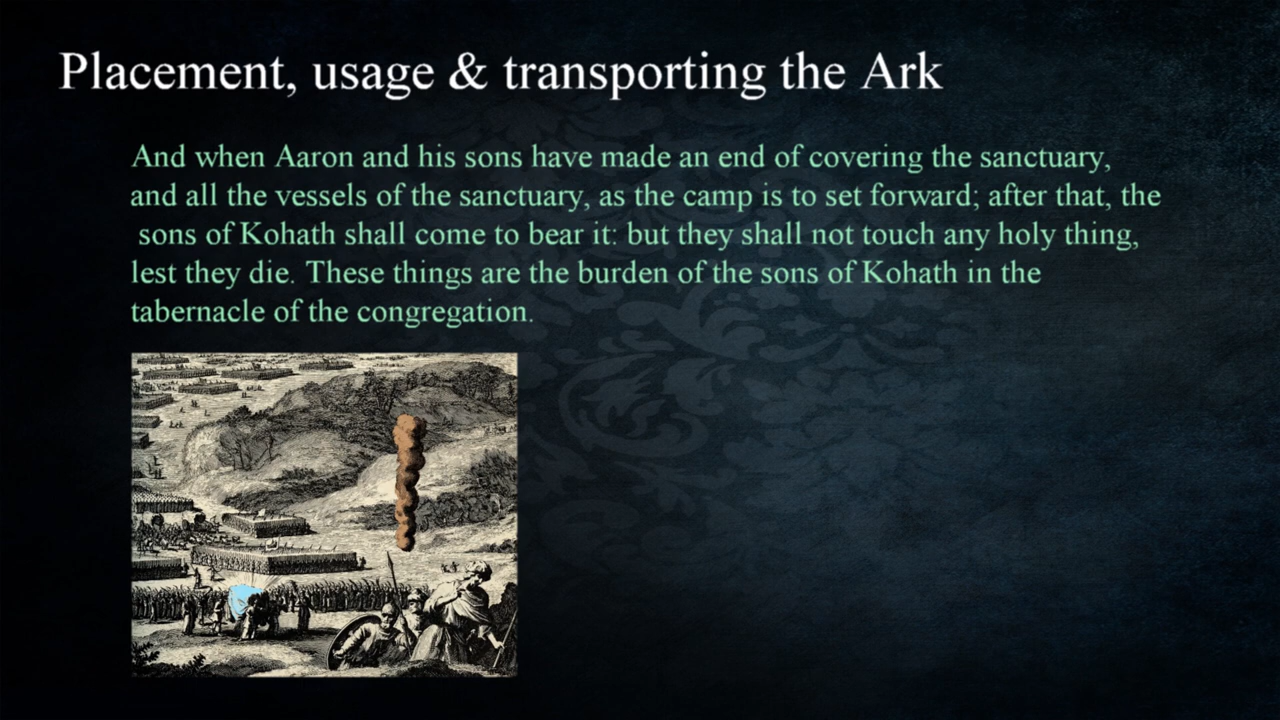 Placement, usage & transporting the Ark
And when Aaron and his sons have made an end of covering the sanctuary,
and all the vessels of the sanctuary, as the camp is to set forward; after that, the
sons of Kohath shall come to bear it: but they shall not touch any holy thing,
lest they die. These things are the burden of the sons of Kohath in the
tabernacle of the congregation.